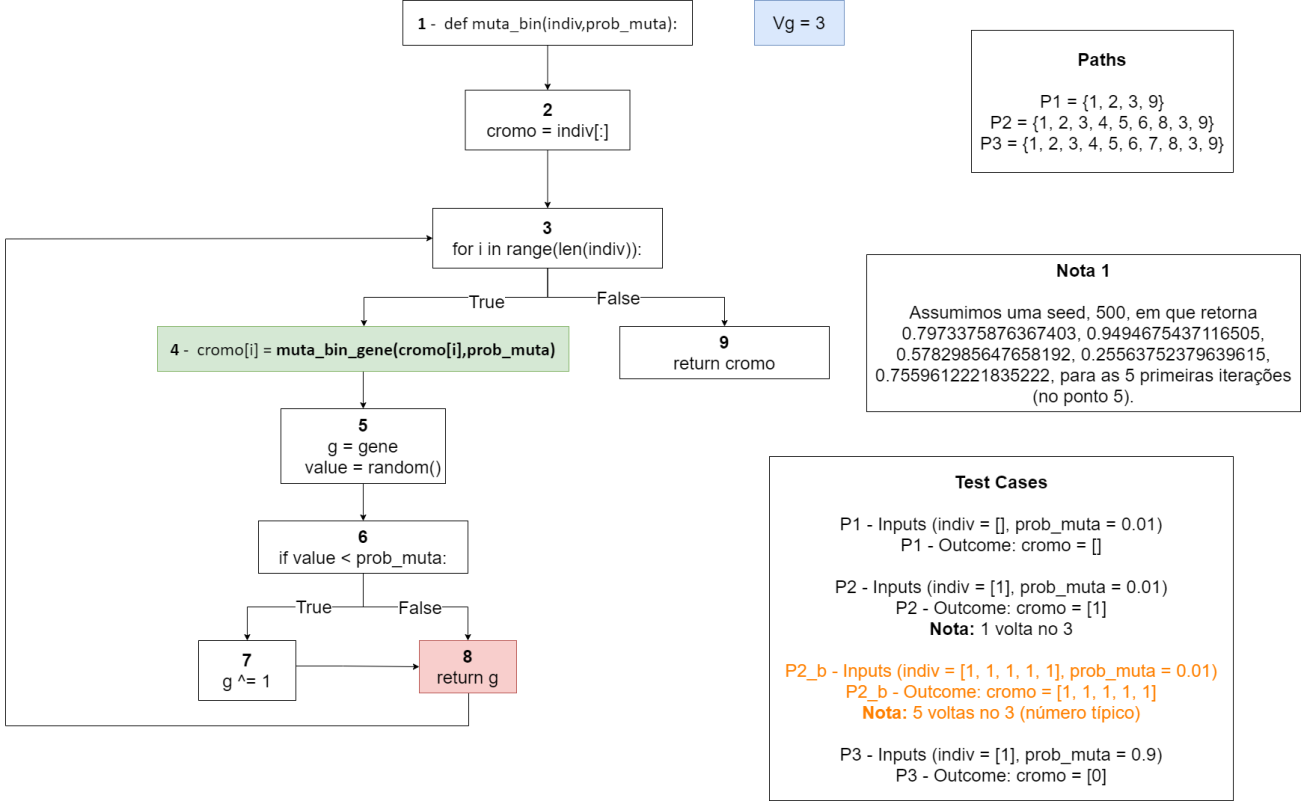 1 - def muta_bin(indiv,prob_muta):
Vg = 3
2
cromo = indiv[:]
3
for i in range(len(indiv)):
True
False
4 - cromo[i] = muta_bin_gene(cromo[i],prob_muta)
9
return cromo
5
g = gene
value = random()
6
if value < prob_muta:
True
False
7
g ^= 1
8
return g
Paths
P1 = {1, 2, 3, 9}
P2 = {1, 2, 3, 4, 5, 6, 8, 3, 9}
P3 = {1, 2, 3, 4, 5, 6, 7, 8, 3, 9}
Nota 1
Assumimos uma seed, 500, em que retorna
0.7973375876367403, 0.9494675437116505,
0.5782985647658192, 0.25563752379639615,
0.7559612221835222, para as 5 primeiras iterações
(no ponto 5).
Test Cases
P1 - Inputs (indiv = [], prob_muta = 0.01)
P1 - Outcome: cromo = []
P2 - Inputs (indiv = [1], prob_muta = 0.01)
P2 - Outcome: cromo = [1]
Nota: 1 volta no 3
P2_b - Inputs (indiv = [1, 1, 1, 1, 1], prob_muta = 0.01)
P2_b - Outcome: cromo = [1, 1, 1, 1, 1]
Nota: 5 voltas no 3 (número típico)
P3 - Inputs (indiv = [1], prob_muta = 0.9)
P3 - Outcome: cromo = [0]